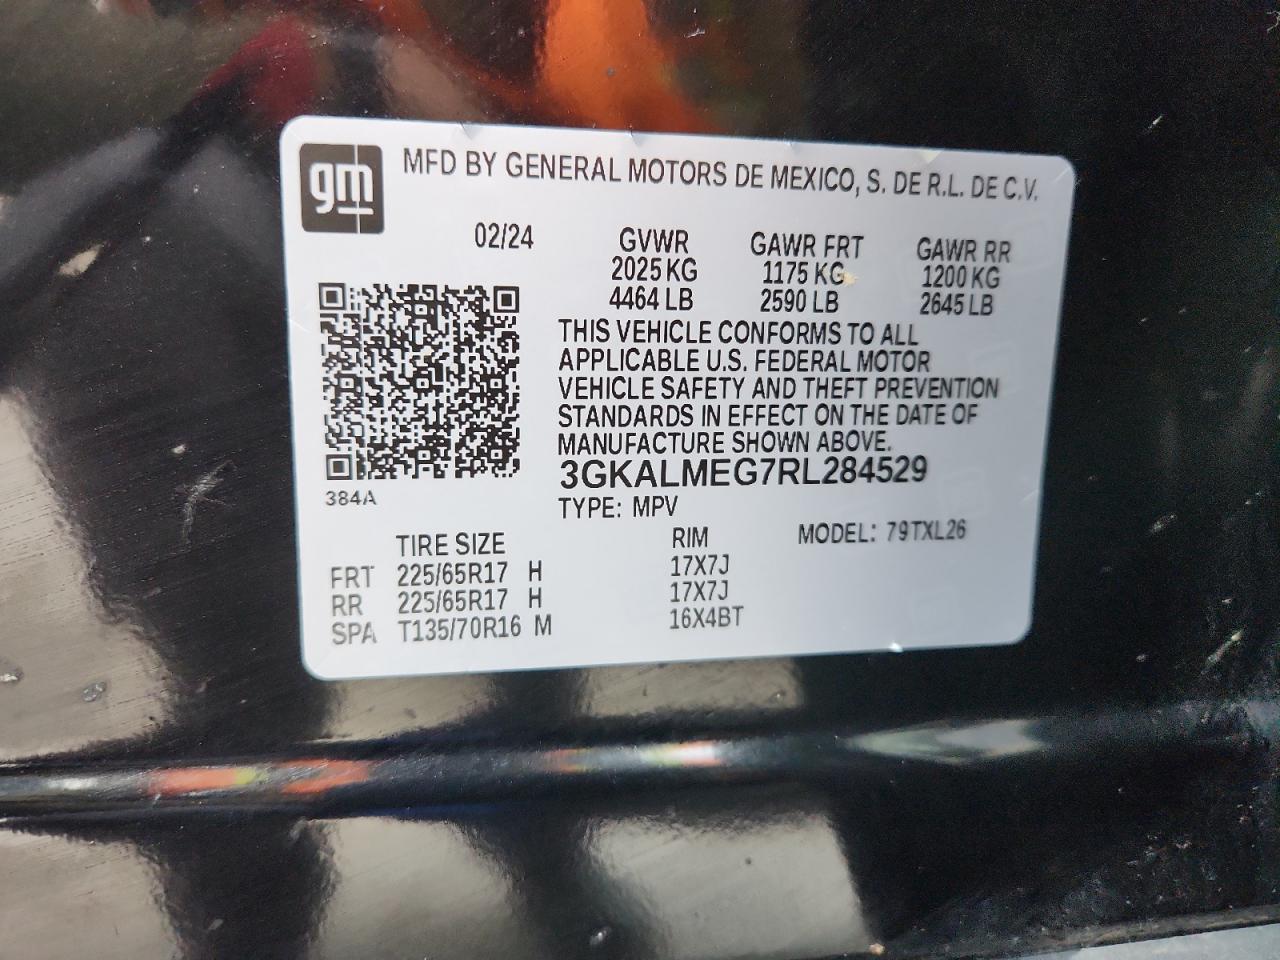 gm
MFD BY GENERAL MOTORS DE MEXICO, S. DE R.L. DE C.V.
02/24 GVWR GAWR FRT GAWR RR
2025 KG 1175 KG 1200 KG
4464 LB 2590 LB 2645 LB
THIS VEHICLE CONFORMS TO ALL
APPLICABLE U.S. FEDERAL MOTOR
VEHICLE SAFETY AND THEFT PREVENTION
STANDARDS IN EFFECT ON THE DATE OF
MANUFACTURE SHOWN ABOVE.
3GKALMEG7RL284529
384A
TYPE: MPV
TIRE SIZE RIM MODEL: 79TXL26
FRT 225/65R17 H 17X7J
RR 225/65R17 H 17X7J
SPA T135/70R16 M 16X4BT